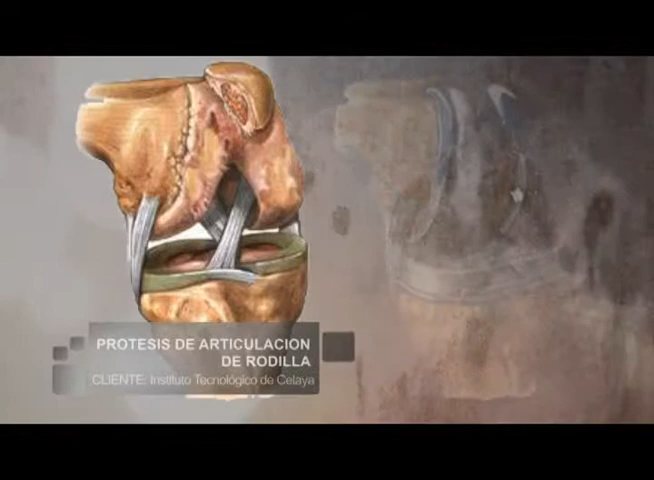 PROTESIS DE ARTICULACION
DE RODILLA
CLIENTE: Instituto Tecnológico de Celaya